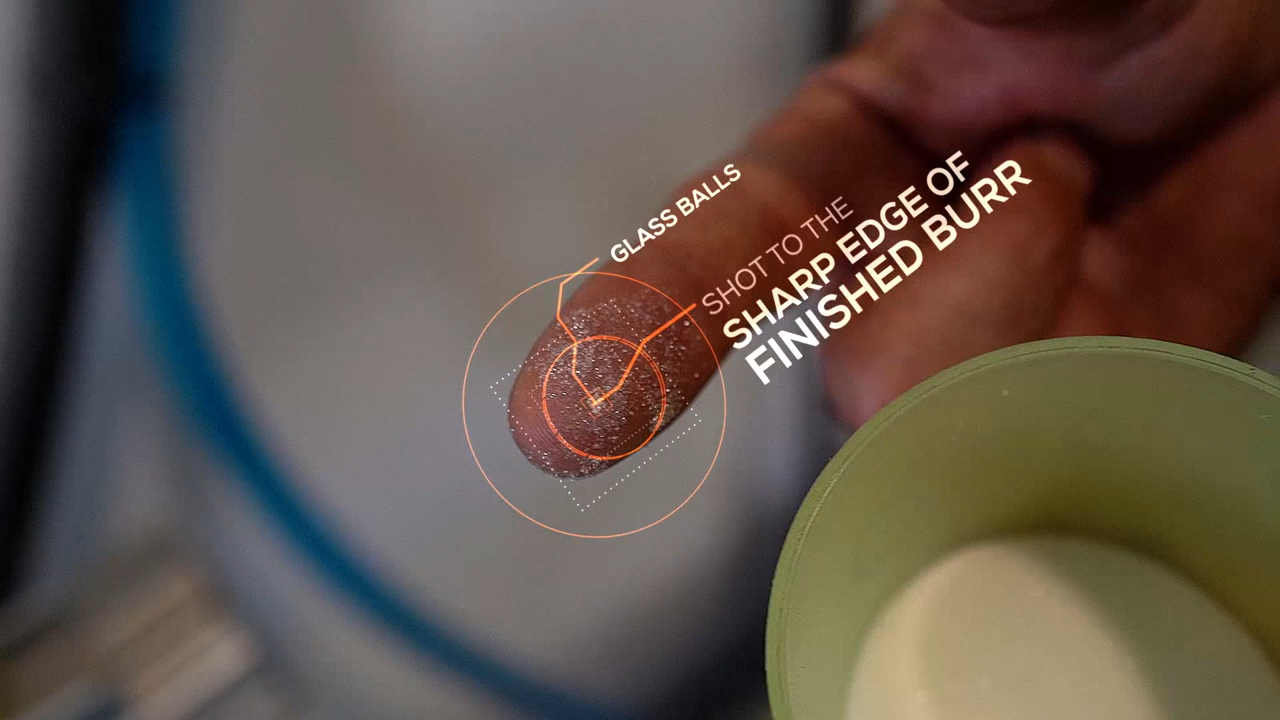 GLASS BALLS
SHOT TO THE
SHARP EDGE OF
FINISHED BURR